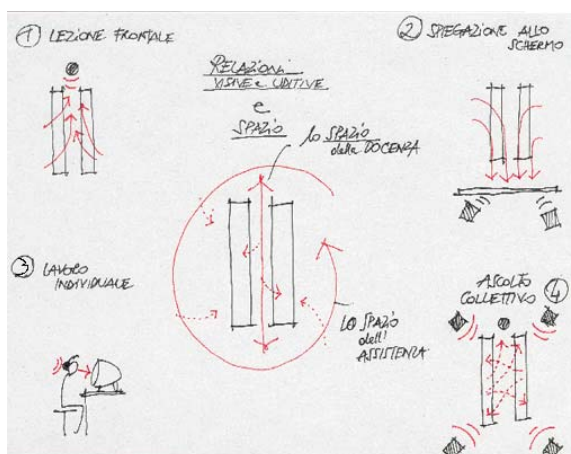 1 LEZIONE FRONTALE
2 SPIEGAZIONE ALLO
SCHERMO
RELAZIONI
VISIVE e UDITIVE
e
SPAZIO
lo SPAZIO
della DOCENZA
3 LAVORO
INDIVIDUALE
LO SPAZIO
dell'
ASSISTENZA
ASCOLTO
COLLETTIVO 4